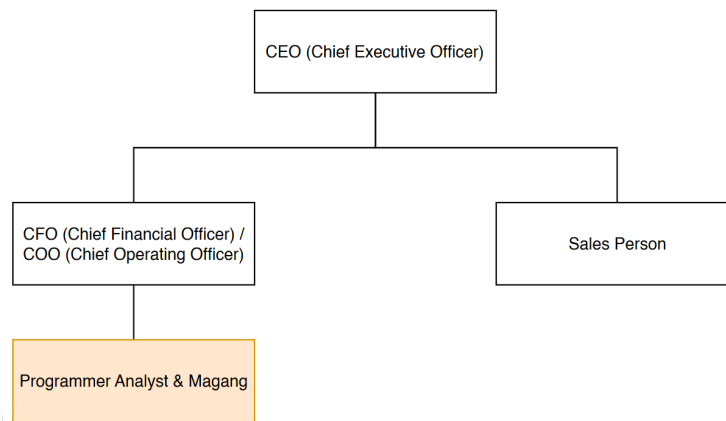 CEO (Chief Executive Officer)
CFO (Chief Financial Officer) /
COO (Chief Operating Officer)
Sales Person
Programmer Analyst & Magang